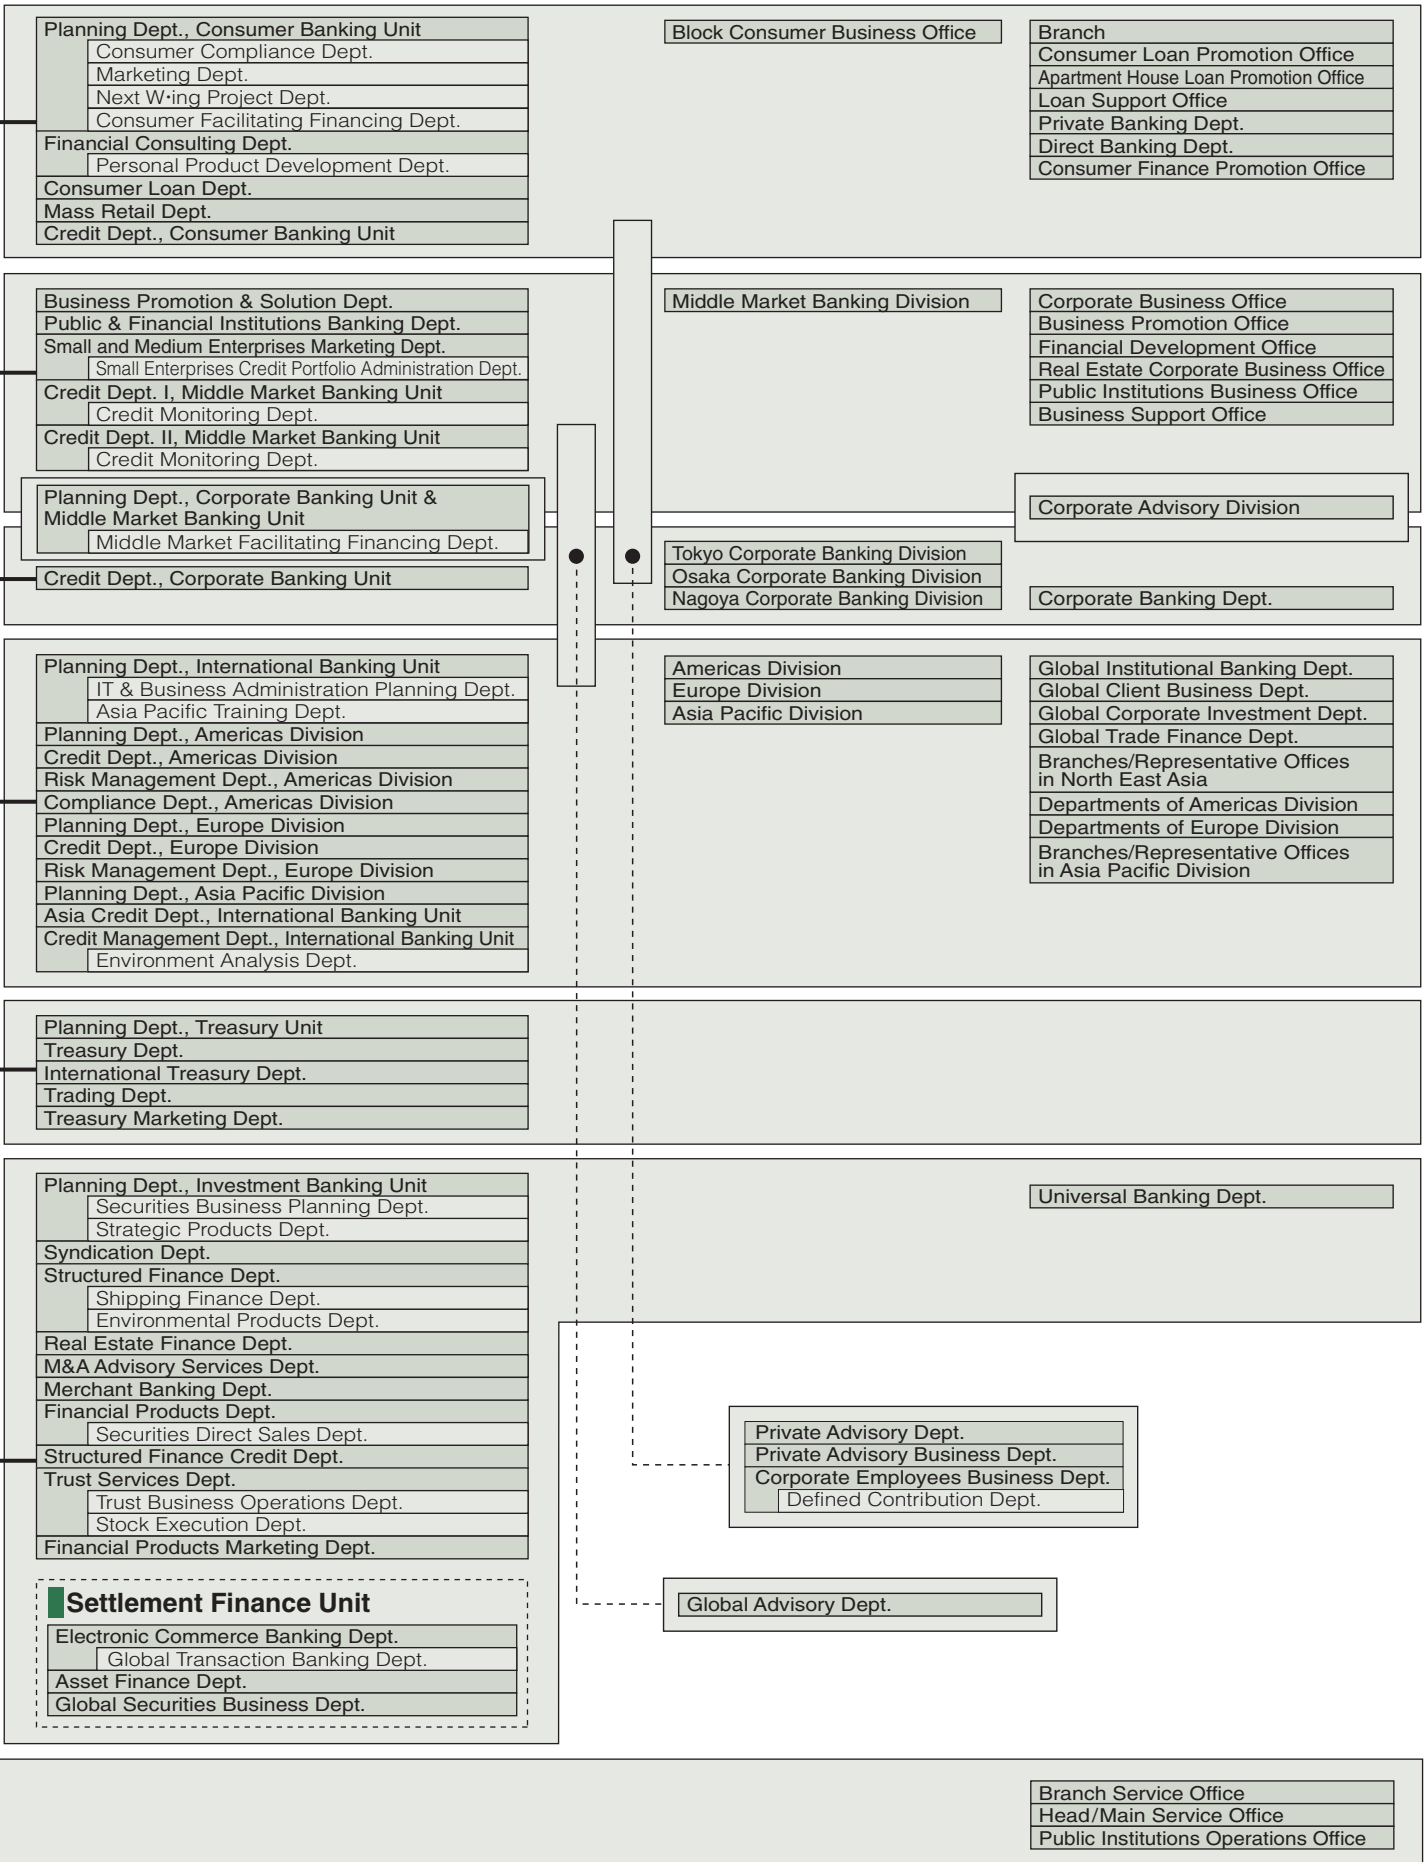 Planning Dept., Consumer Banking Unit
Consumer Compliance Dept.
Marketing Dept.
Next W•ing Project Dept.
Consumer Facilitating Financing Dept.
Financial Consulting Dept.
Personal Product Development Dept.
Consumer Loan Dept.
Mass Retail Dept.
Credit Dept., Consumer Banking Unit
Block Consumer Business Office
Branch
Consumer Loan Promotion Office
Apartment House Loan Promotion Office
Loan Support Office
Private Banking Dept.
Direct Banking Dept.
Consumer Finance Promotion Office
Business Promotion & Solution Dept.
Public & Financial Institutions Banking Dept.
Small and Medium Enterprises Marketing Dept.
Small Enterprises Credit Portfolio Administration Dept.
Credit Dept. I, Middle Market Banking Unit
Credit Monitoring Dept.
Credit Dept. II, Middle Market Banking Unit
Credit Monitoring Dept.
Middle Market Banking Division
Corporate Business Office
Business Promotion Office
Financial Development Office
Real Estate Corporate Business Office
Public Institutions Business Office
Business Support Office
Planning Dept., Corporate Banking Unit &
Middle Market Banking Unit
Middle Market Facilitating Financing Dept.
Corporate Advisory Division
Credit Dept., Corporate Banking Unit
Tokyo Corporate Banking Division
Osaka Corporate Banking Division
Nagoya Corporate Banking Division
Corporate Banking Dept.
Planning Dept., International Banking Unit
IT & Business Administration Planning Dept.
Asia Pacific Training Dept.
Planning Dept., Americas Division
Credit Dept., Americas Division
Risk Management Dept., Americas Division
Compliance Dept., Americas Division
Planning Dept., Europe Division
Credit Dept., Europe Division
Risk Management Dept., Europe Division
Planning Dept., Asia Pacific Division
Asia Credit Dept., International Banking Unit
Credit Management Dept., International Banking Unit
Environment Analysis Dept.
Americas Division
Europe Division
Asia Pacific Division
Global Institutional Banking Dept.
Global Client Business Dept.
Global Corporate Investment Dept.
Global Trade Finance Dept.
Branches/Representative Offices
in North East Asia
Departments of Americas Division
Departments of Europe Division
Branches/Representative Offices
in Asia Pacific Division
Planning Dept., Treasury Unit
Treasury Dept.
International Treasury Dept.
Trading Dept.
Treasury Marketing Dept.
Planning Dept., Investment Banking Unit
Securities Business Planning Dept.
Strategic Products Dept.
Syndication Dept.
Structured Finance Dept.
Shipping Finance Dept.
Environmental Products Dept.
Real Estate Finance Dept.
M&A Advisory Services Dept.
Merchant Banking Dept.
Financial Products Dept.
Securities Direct Sales Dept.
Structured Finance Credit Dept.
Trust Services Dept.
Trust Business Operations Dept.
Stock Execution Dept.
Financial Products Marketing Dept.
Universal Banking Dept.
Private Advisory Dept.
Private Advisory Business Dept.
Corporate Employees Business Dept.
Defined Contribution Dept.
Settlement Finance Unit
Electronic Commerce Banking Dept.
Global Transaction Banking Dept.
Asset Finance Dept.
Global Securities Business Dept.
Global Advisory Dept.
Branch Service Office
Head/Main Service Office
Public Institutions Operations Office